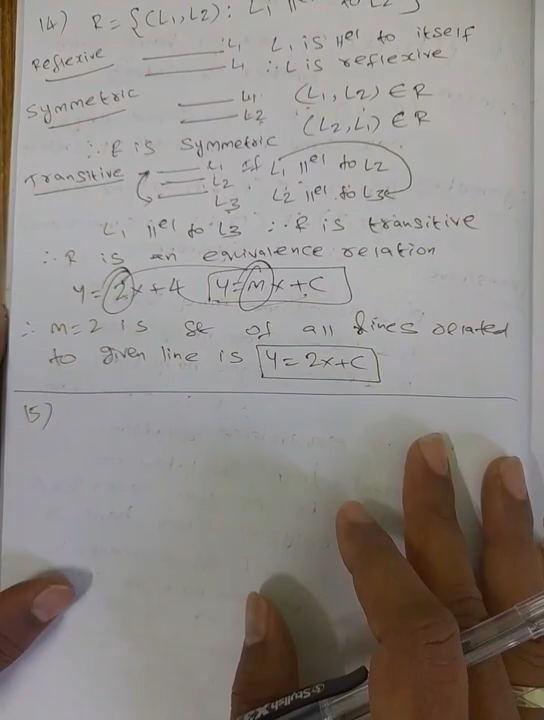 14) R = {(L1, L2) : L1 ||el to L2}
Reflexive L1 L1 is ||el to itself
L1 ∴ L is reflexive
Symmetric L1 (L1, L2) ∈ R
L2 (L2, L1) ∈ R
∴ R is symmetric
Transitive L1 If L1 ||el to L2
L2 L2 ||el to L3
L3
L1 ||el to L3 ∴ R is transitive
∴ R is an equivalence relation
y = 2x + 4 y = mx + c
∴ m = 2 is of all lines related
to given line is y = 2x + c
15)